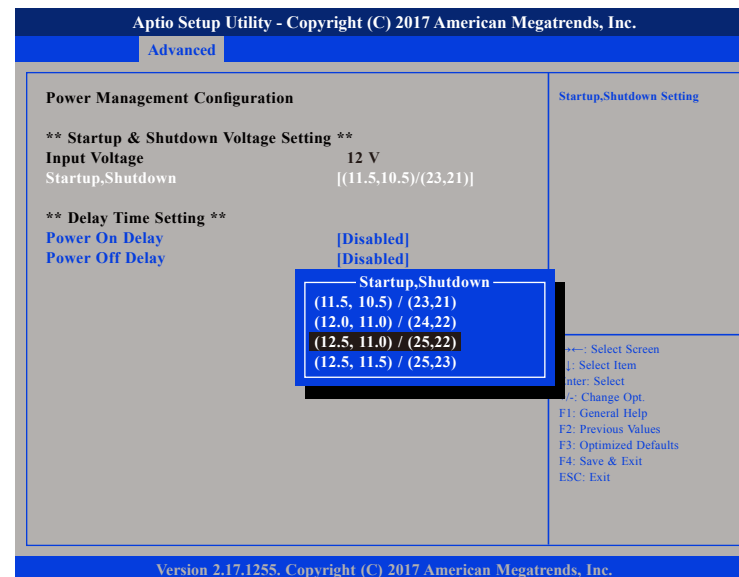 Aptio Setup Utility - Copyright (C) 2017 American Megatrends, Inc.
Advanced
Power Management Configuration
** Startup & Shutdown Voltage Setting **
Input Voltage 12 V
Startup,Shutdown [(11.5,10.5)/(23,21)]
** Delay Time Setting **
Power On Delay [Disabled]
Power Off Delay [Disabled]
Startup,Shutdown
(11.5, 10.5) / (23,21)
(12.0, 11.0) / (24,22)
(12.5, 11.0) / (25,22)
(12.5, 11.5) / (25,23)
Startup,Shutdown Setting
←: Select Screen
↓: Select Item
nter: Select
/-: Change Opt.
F1: General Help
F2: Previous Values
F3: Optimized Defaults
F4: Save & Exit
ESC: Exit
Version 2.17.1255. Copyright (C) 2017 American Megatrends, Inc.